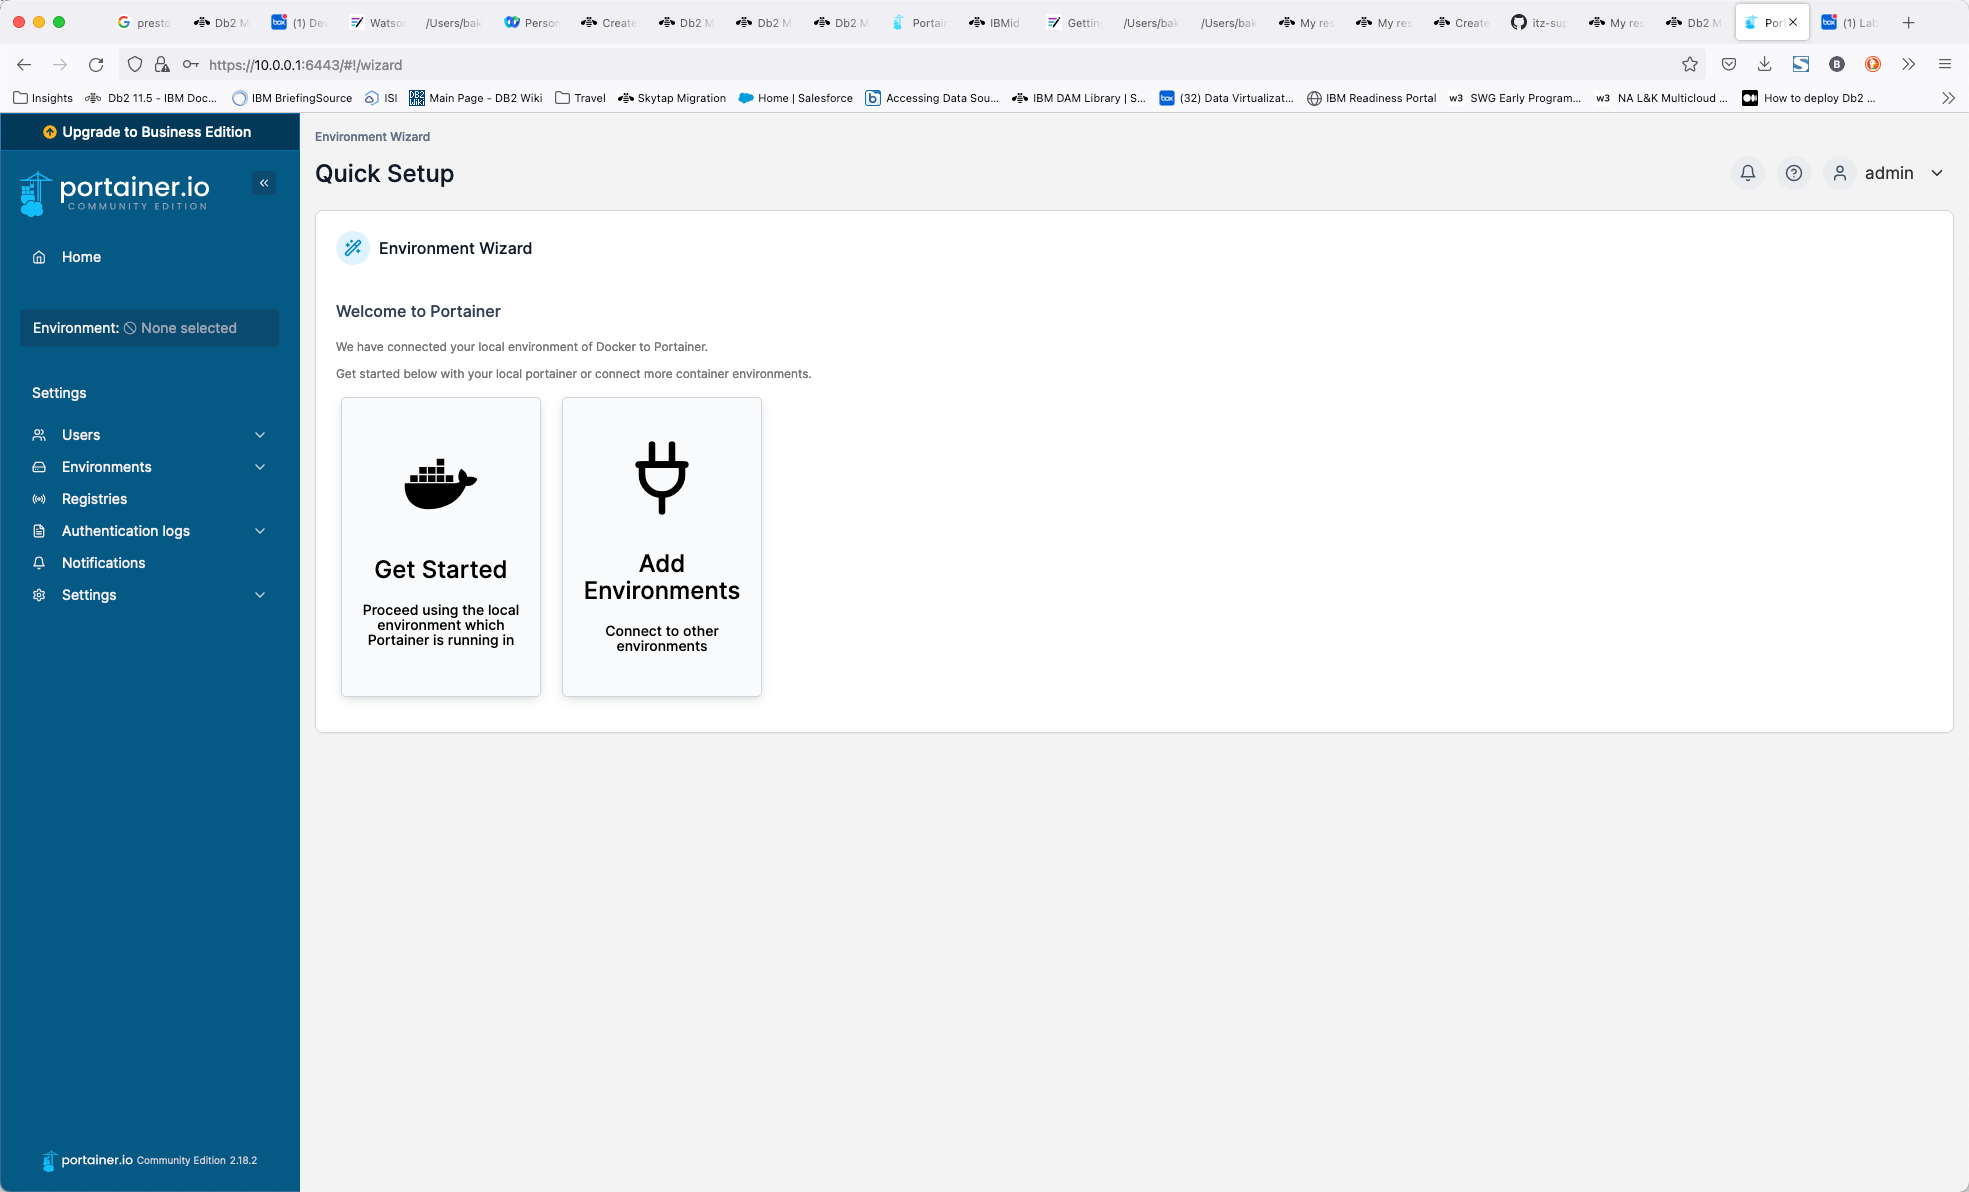 presto
Db2 M
(1) De
Watso
/Users/bak
Person
Create
Db2 M
Db2 M
Db2 M
Portain
IBMid
Getting
/Users/bak
/Users/bak
My res
My res
Create
itz-sup
My res
Db2 M
Port
(1) Lab
https://10.0.0.1:6443/#!/wizard
Insights
Db2 11.5 - IBM Doc...
IBM BriefingSource
ISI
Main Page - DB2 Wiki
Travel
Skytap Migration
Home | Salesforce
Accessing Data Sou...
IBM DAM Library | S...
(32) Data Virtualizat...
IBM Readiness Portal
w3 SWG Early Program...
w3 NA L&K Multicloud ...
How to deploy Db2 ...
Upgrade to Business Edition
portainer.io
COMMUNITY EDITION
Home
Environment: None selected
Settings
Users
Environments
Registries
Authentication logs
Notifications
Settings
portainer.io Community Edition 2.18.2
Environment Wizard
Quick Setup
admin
Environment Wizard
Welcome to Portainer
We have connected your local environment of Docker to Portainer.
Get started below with your local portainer or connect more container environments.
Get Started
Proceed using the local
environment which
Portainer is running in
Add
Environments
Connect to other
environments